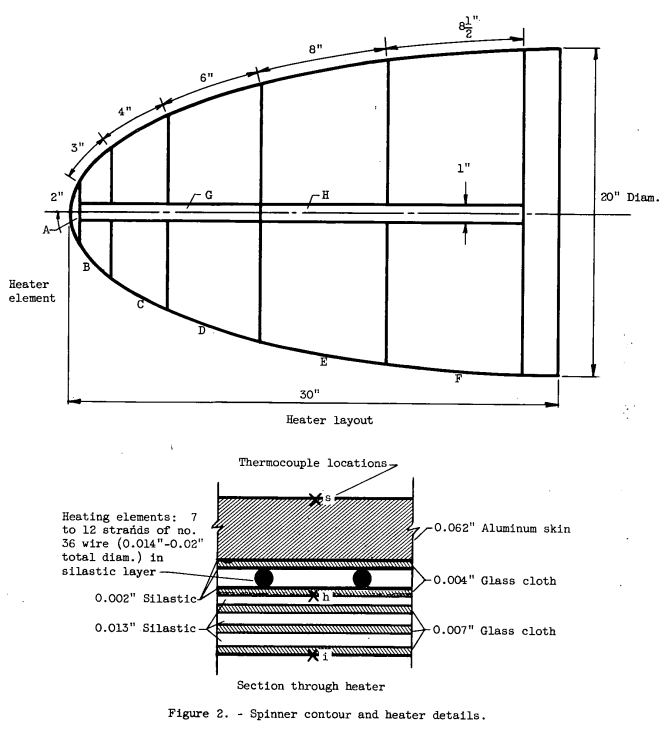 8 1/2"
8"
6"
4"
3"
2"
1"
20" Diam.
G
H
A
B
C
D
E
F
Heater
element
30"
Heater layout
Thermocouple locations
s
Heating elements: 7
to 12 strands of no.
36 wire (0.014"-0.02"
total diam.) in
silastic layer
0.062" Aluminum skin
0.004" Glass cloth
0.002" Silastic
h
0.013" Silastic
0.007" Glass cloth
i
Section through heater
Figure 2. - Spinner contour and heater details.